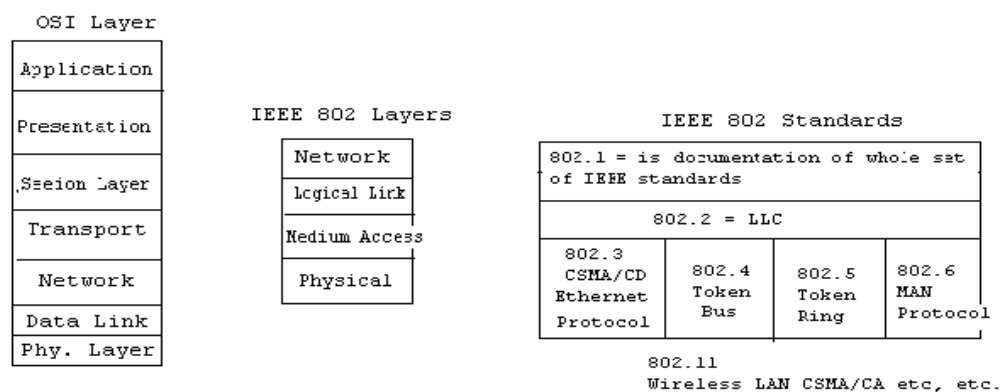 OSI Layer
Application
Presentation
Seeion Layer
Transport
Network
Data Link
Phy. Layer
IEEE 802 Layers
Network
Logical Link
Medium Access
Physical
IEEE 802 Standards
802.1 = is documentation of whole set
of IEEE standards
802.2 = LLC
802.3
CSMA/CD
Ethernet
Protocol
802.4
Token
Bus
802.5
Token
Ring
802.6
MAN
Protocol
802.11
Wireless LAN CSMA/CA etc, etc.